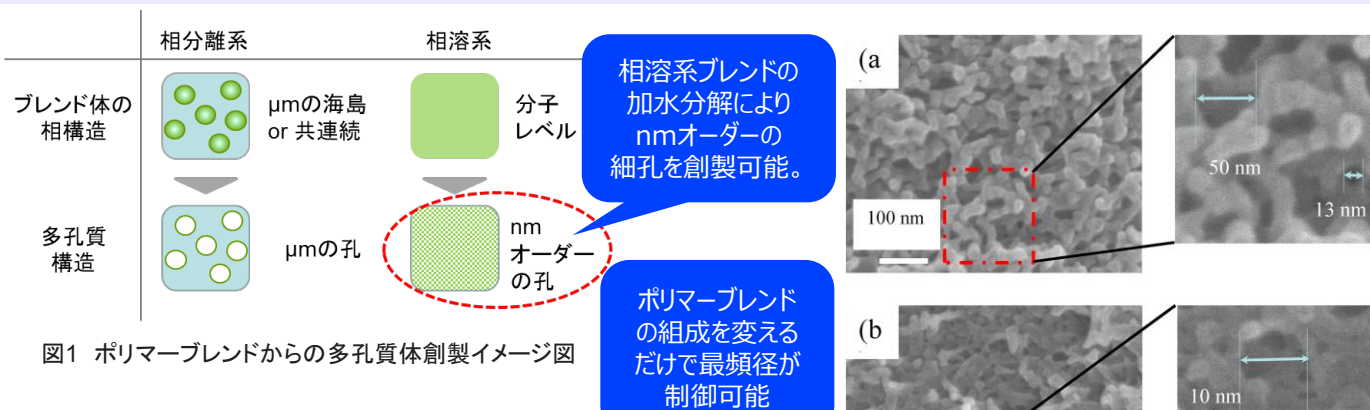 相分離系
相溶系
ブレンド体の
相構造
μmの海島
or 共連続
分子
レベル
多孔質
構造
μmの孔
nm
オーダー
の孔
図1 ポリマーブレンドからの多孔質体創製イメージ図
相溶系ブレンドの
加水分解により
nmオーダーの
細孔を創製可能。
ポリマーブレンド
の組成を変える
だけで最頻径が
制御可能
(a
100 nm
50 nm
13 nm
(b
10 nm